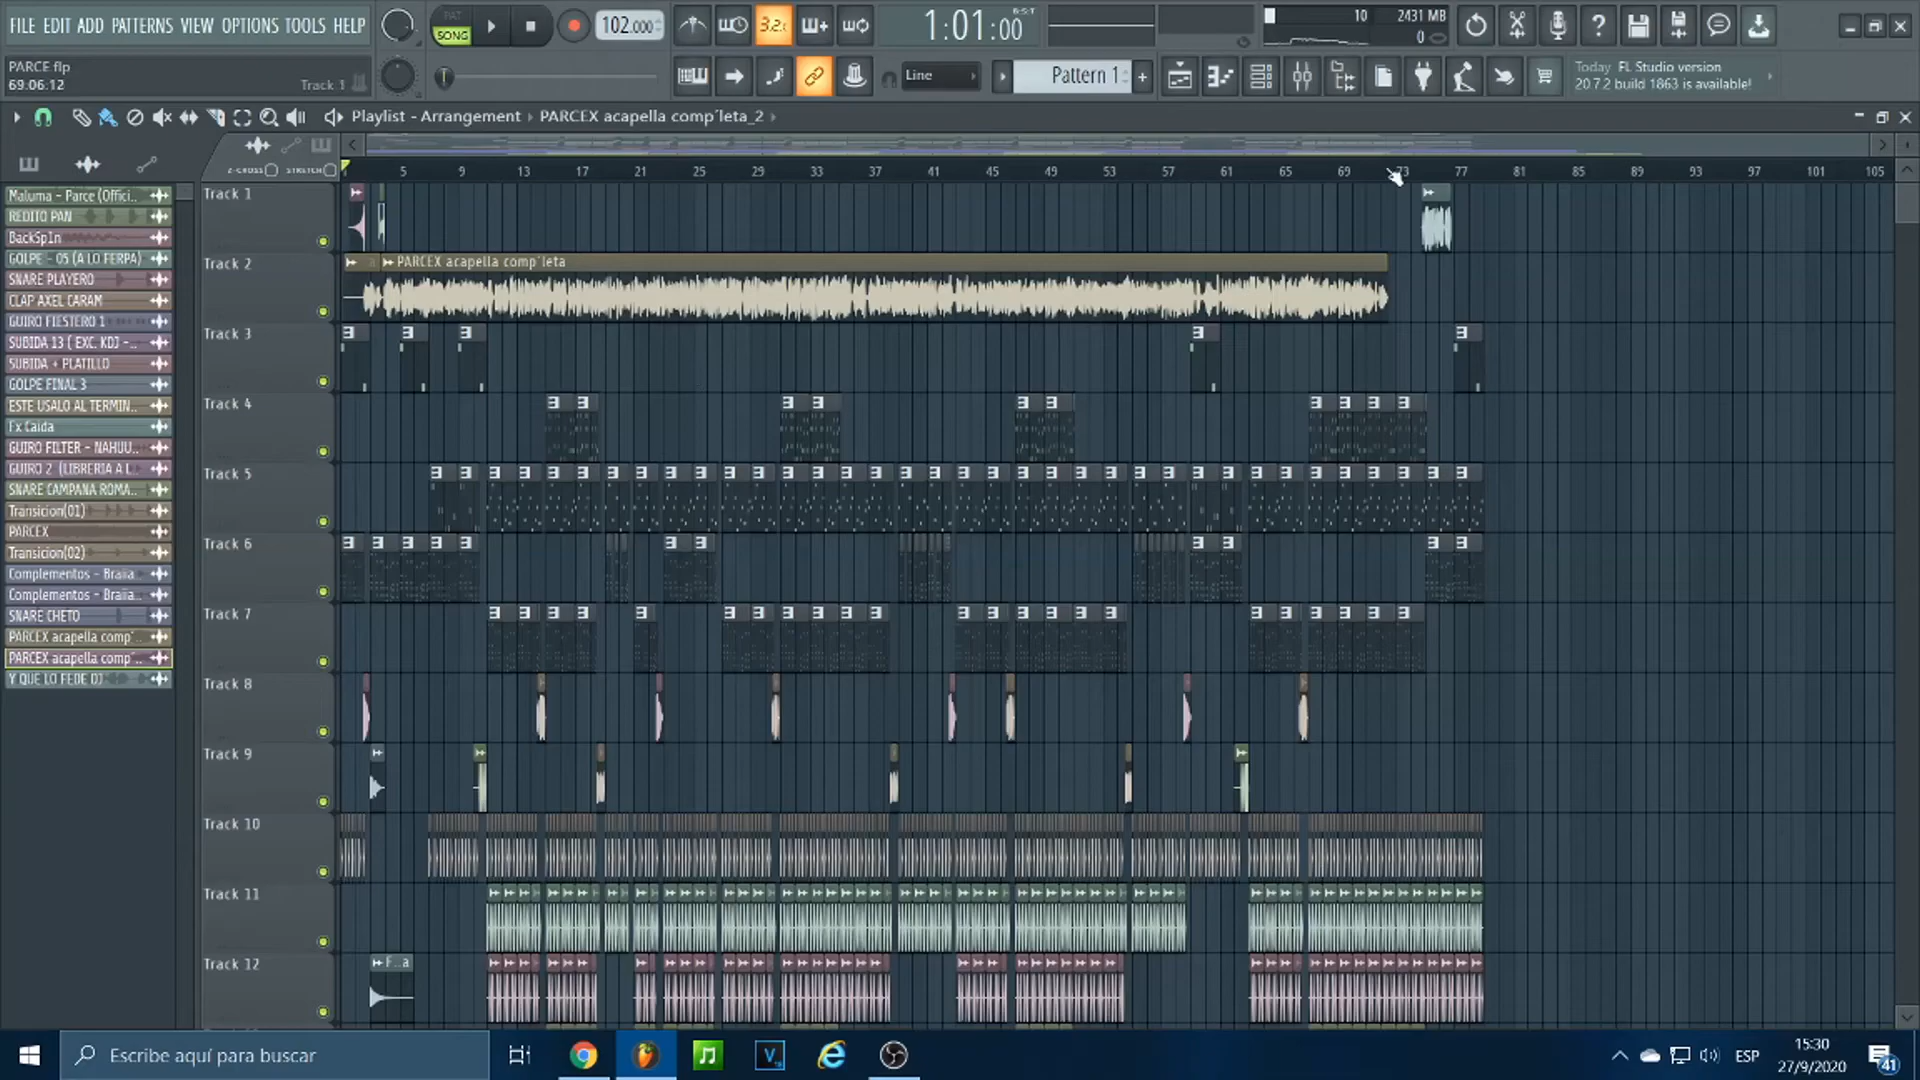 FILE EDIT ADD PATTERNS VIEW OPTIONS TOOLS HELP
PAT
SONG
102.000
3.2.
1:01:00
B:S:T
10
2431 MB
0
PARCE flp
69:06:12
Track 1
Line
Pattern 1
Today FL Studio version
20.7.2 build 1863 is available!
Playlist - Arrangement › PARCEX acapella comp´leta_2 ›
Z-CROSS
STRETCH
5 9 13 17 21 25 29 33 37 41 45 49 53 57 61 65 69 73 77 81 85 89 93 97 101 105
Maluma - Parce (Offici..
REDITO PAN
BackSpIn
GOLPE - 05 (A LO FERPA)
SNARE PLAYERO
CLAP AXEL CARAM
GUIRO FIESTERO 1
SUBIDA 13 ( EXC. KDJ -..
SUBIDA + PLATILLO
GOLPE FINAL 3
ESTE USALO AL TERMIN..
Fx Caida
GUIRO FILTER - NAHUU..
GUIRO 2 (LIBRERIA A L
SNARE CAMPANA ROMA..
Transicion(01)
PARCEX
Transicion(02)
Complementos - Braiia
Complementos - Braiia..
SNARE CHETO
PARCEX acapella comp´..
PARCEX acapella comp´..
Y QUE LO FEDE DJ
Track 1
Track 2
PARCEX acapella comp´leta
Track 3
Track 4
Track 5
Track 6
Track 7
Track 8
Track 9
Track 10
Track 11
Track 12
F..a
Escribe aquí para buscar
ESP
15:30
27/9/2020
41